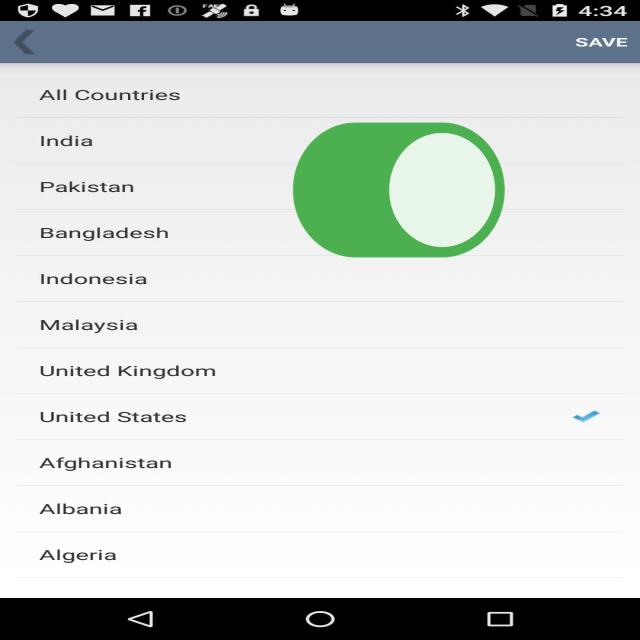 4:34
SAVE
All Countries
India
Pakistan
Bangladesh
Indonesia
Malaysia
United Kingdom
United States
Afghanistan
Albania
Algeria